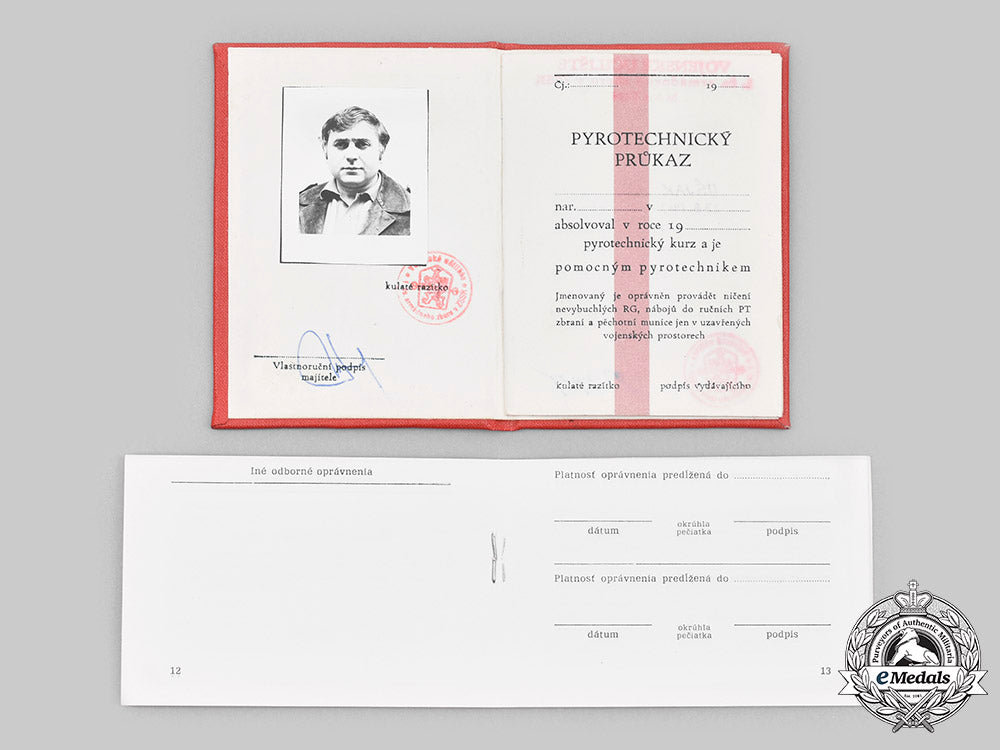 kulaté razítko
Vlastnoruční podpis
majitele
Čj.: 19
PYROTECHNICKÝ
PRŮKAZ
nar. v
absolvoval v roce 19
pyrotechnický kurz a je
pomocným pyrotechnikem
Jmenovaný je oprávněn provádět ničení
nevybuchlých RG, nábojů do ručních PT
zbraní a pěchotní munice jen v uzavřených
vojenských prostorech
kulaté razítko podpis vydávajícího
Iné odborné oprávnenia
12
Platnosť oprávnenia predĺžená do
dátum okrúhla pečiatka podpis
Platnosť oprávnenia predĺžená do
dátum okrúhla pečiatka podpis
13
Purveyors of Authentic Militaria
eMedals